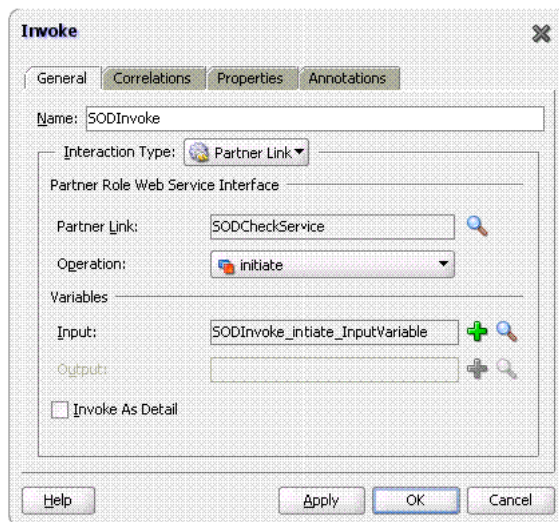 Invoke
General Correlations Properties Annotations
Name: SODInvoke
Interaction Type: Partner Link
Partner Role Web Service Interface
Partner Link: SODCheckService
Operation: initiate
Variables
Input: SODInvoke_intiate_InputVariable
Output:
Invoke As Detail
Help Apply OK Cancel